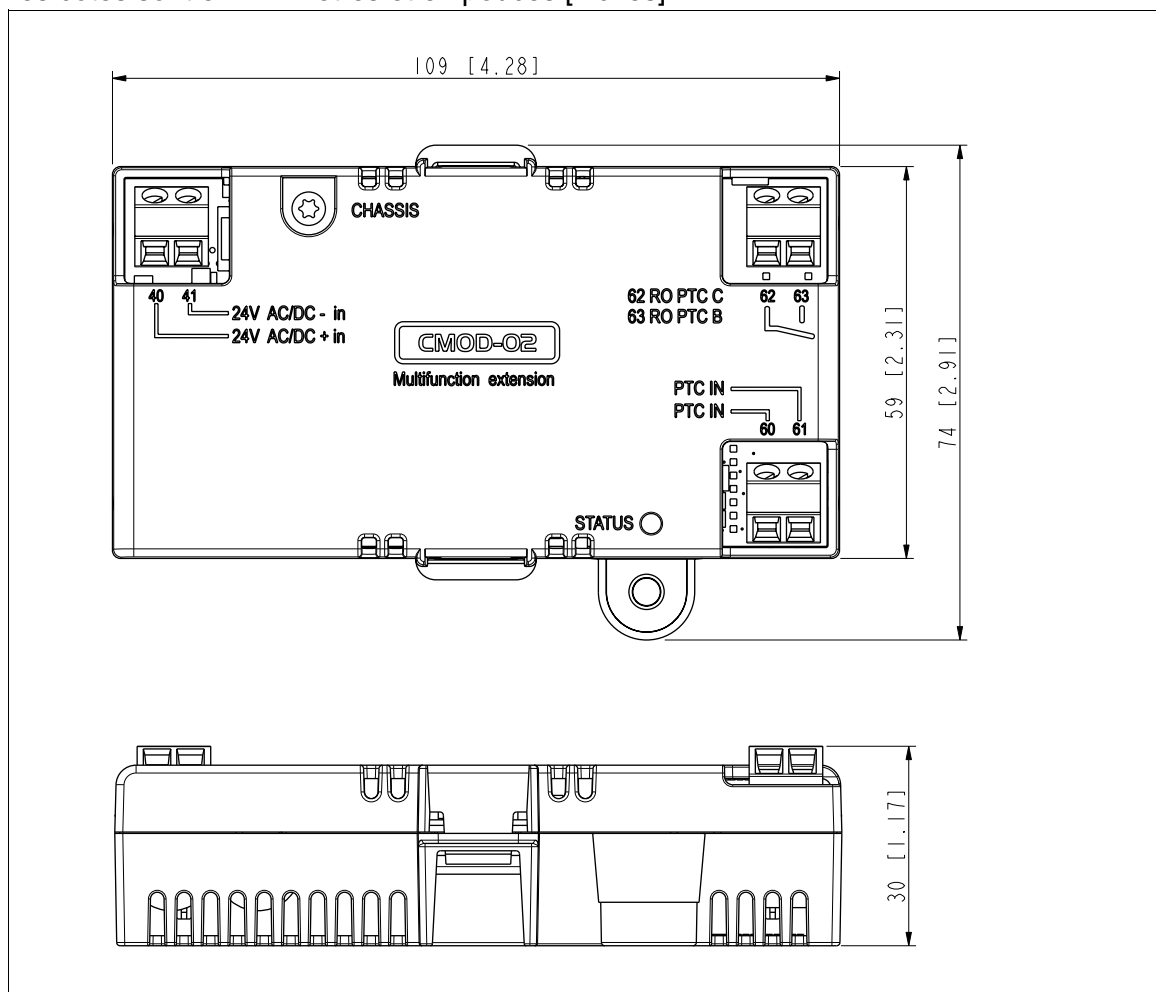 109 [4.28]
CHASSIS
40 41
24V AC/DC - in
24V AC/DC + in
62 RO PTC C
63 RO PTC B
62 63
CMOD-02
Multifunction extension
PTC IN
PTC IN
60 61
STATUS
59 [2.31]
74 [2.91]
30 [1.17]